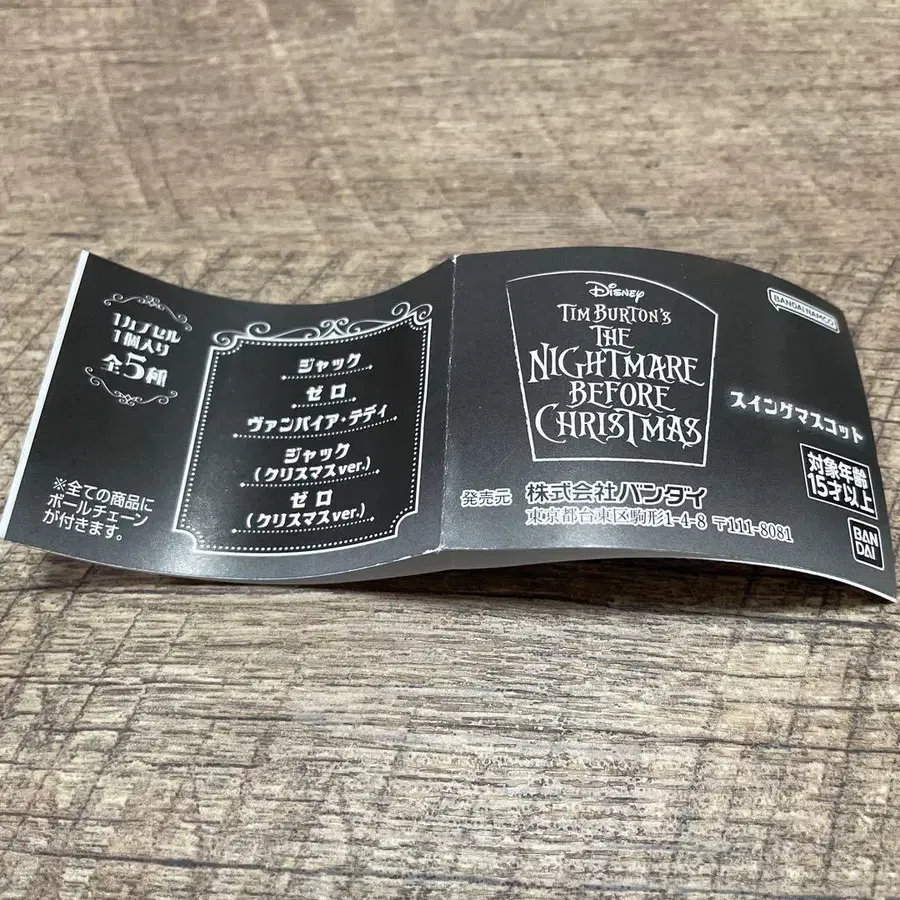 1カプセル
1個入り
全5種
※全ての商品に
ボールチェーン
が付きます。
ジャック
ゼロ
ヴァンパイア・テディ
ジャック
(クリスマスver.)
ゼロ
(クリスマスver.)
Disney
TIM BURTON'S
THE
NIGHTMARE
BEFORE
CHRISTMAS
BANDAI NAMCO
スイングマスコット
対象年齢
15才以上
発売元 株式会社バンダイ
東京都台東区駒形1-4-8 〒111-8081
BAN
DAI